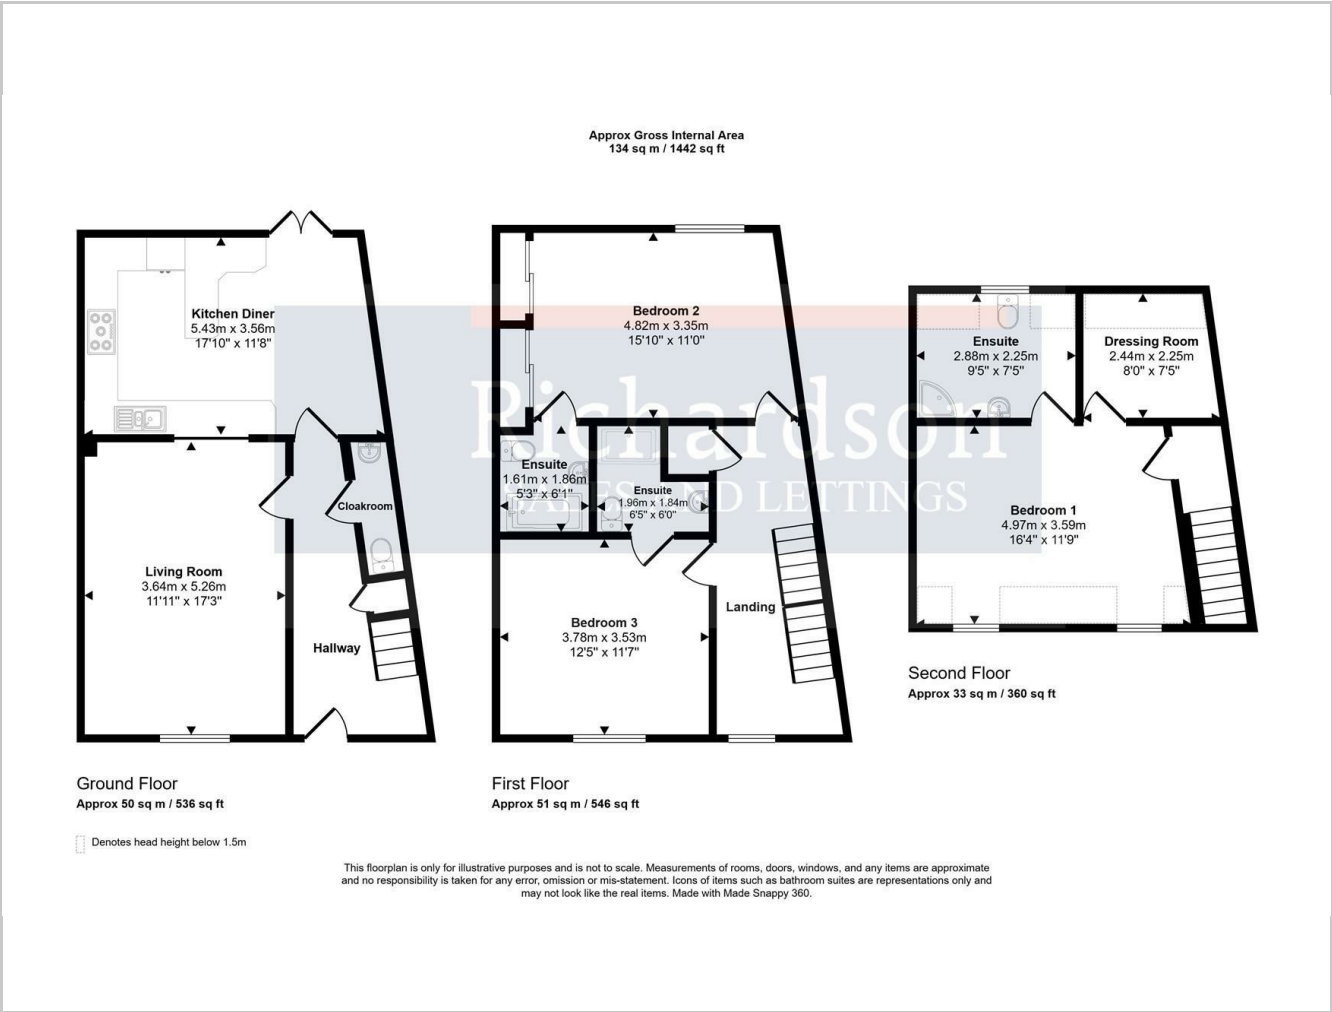 Approx Gross Internal Area
134 sq m / 1442 sq ft
Kitchen Diner
5.43m x 3.56m
17'10" x 11'8"
Cloakroom
Living Room
3.64m x 5.26m
11'11" x 17'3"
Hallway
Ground Floor
Approx 50 sq m / 536 sq ft
Denotes head height below 1.5m
Bedroom 2
4.82m x 3.35m
15'10" x 11'0"
Richardson
SALES AND LETTINGS
Ensuite
1.61m x 1.86m
5'3" x 6'1"
Ensuite
1.96m x 1.84m
6'5" x 6'0"
Bedroom 3
3.78m x 3.53m
12'5" x 11'7"
Landing
First Floor
Approx 51 sq m / 546 sq ft
Ensuite
2.88m x 2.25m
9'5" x 7'5"
Dressing Room
2.44m x 2.25m
8'0" x 7'5"
Bedroom 1
4.97m x 3.59m
16'4" x 11'9"
Second Floor
Approx 33 sq m / 360 sq ft
This floorplan is only for illustrative purposes and is not to scale. Measurements of rooms, doors, windows, and any items are approximate
and no responsibility is taken for any error, omission or mis-statement. Icons of items such as bathroom suites are representations only and
may not look like the real items. Made with Made Snappy 360.